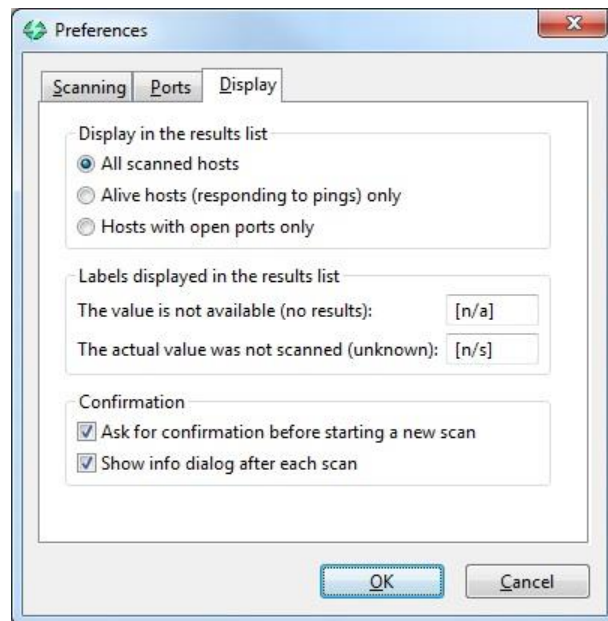 Preferences
Scanning
Ports
Display
Display in the results list
All scanned hosts
Alive hosts (responding to pings) only
Hosts with open ports only
Labels displayed in the results list
The value is not available (no results): [n/a]
The actual value was not scanned (unknown): [n/s]
Confirmation
Ask for confirmation before starting a new scan
Show info dialog after each scan
OK
Cancel